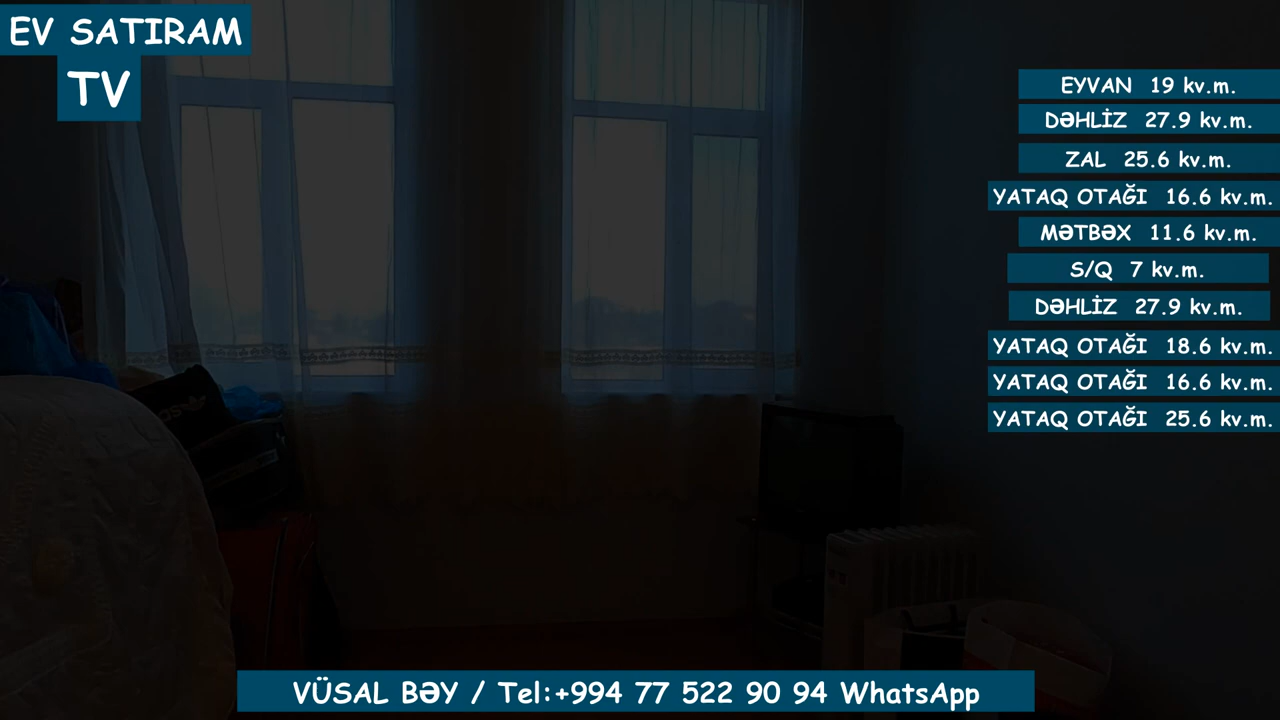 EV SATIRAM
TV
EYVAN 19 kv.m.
DƏHLİZ 27.9 kv.m.
ZAL 25.6 kv.m.
YATAQ OTAĞI 16.6 kv.m.
MƏTBƏX 11.6 kv.m.
S/Q 7 kv.m.
DƏHLİZ 27.9 kv.m.
YATAQ OTAĞI 18.6 kv.m.
YATAQ OTAĞI 16.6 kv.m.
YATAQ OTAĞI 25.6 kv.m.
VÜSAL BƏY / Tel:+994 77 522 90 94 WhatsApp